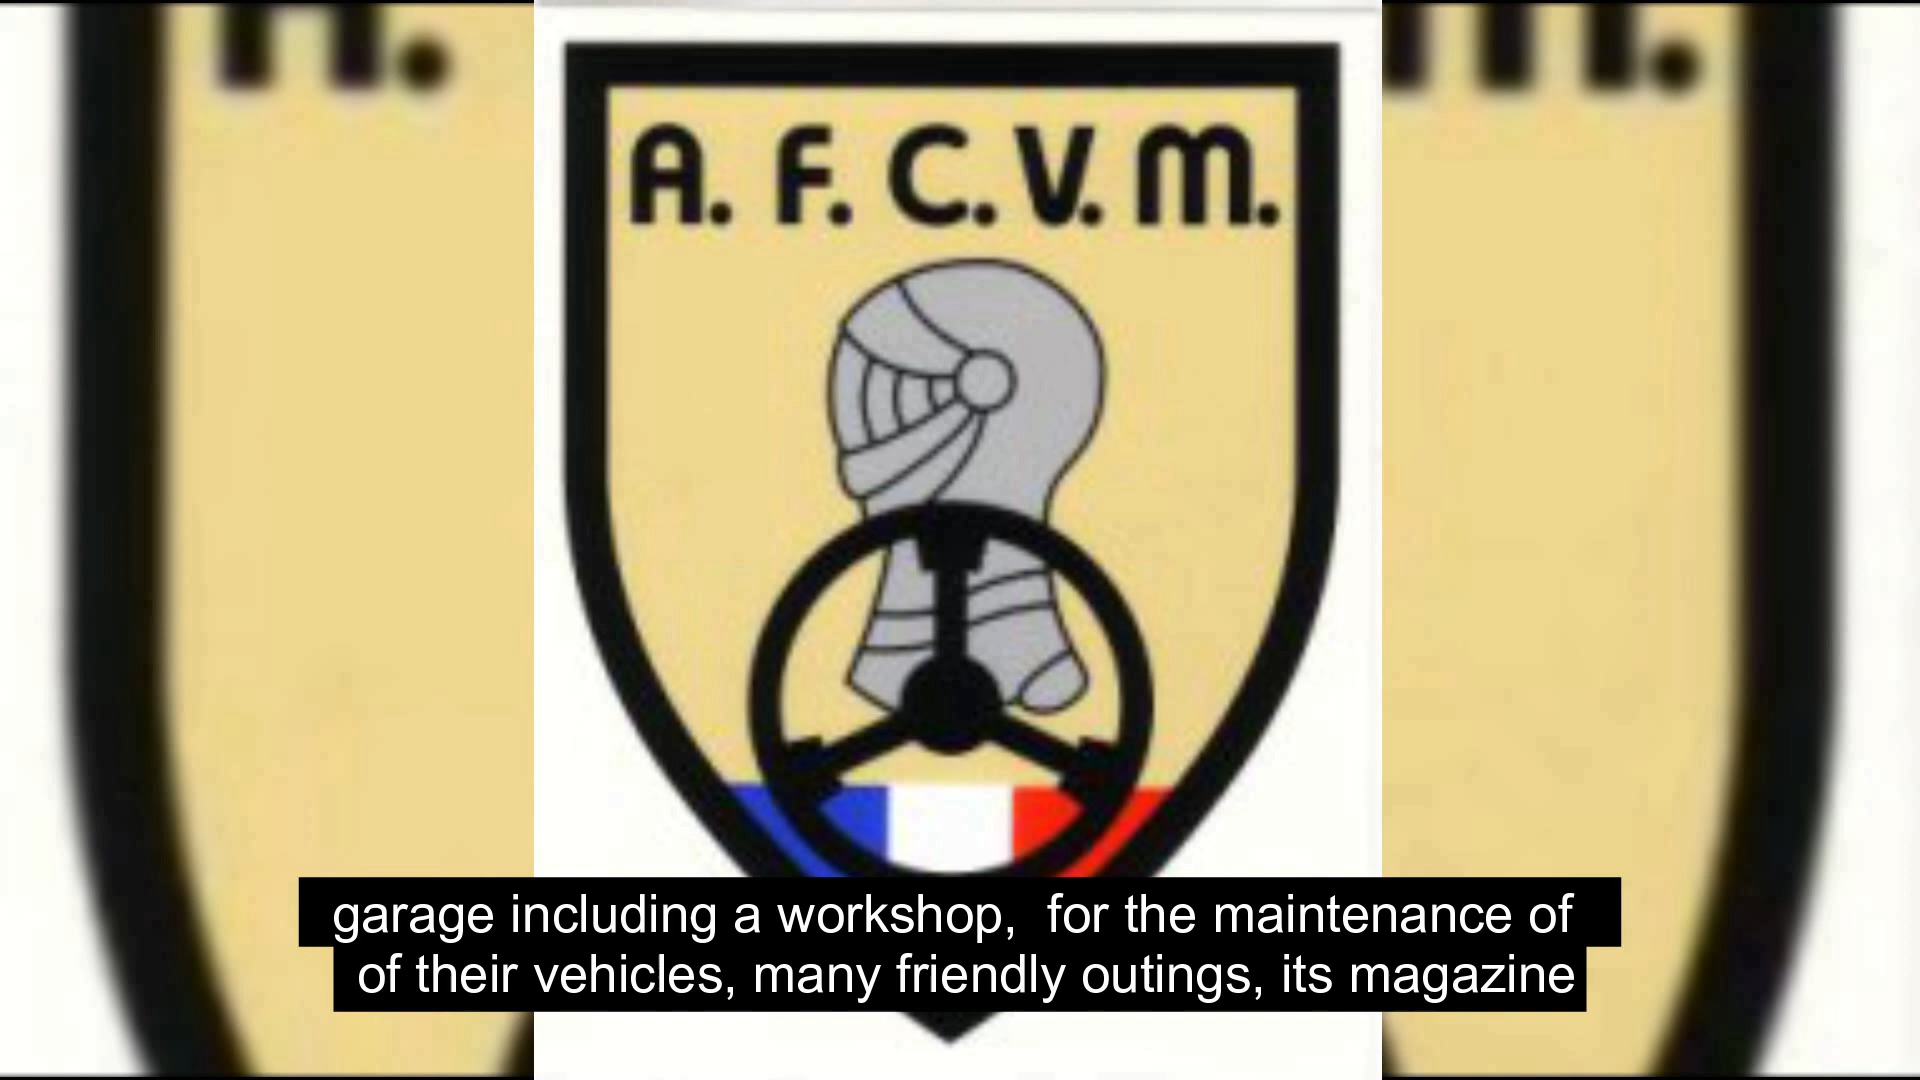 A. F. C. V. M.
garage including a workshop, for the maintenance of
of their vehicles, many friendly outings, its magazine